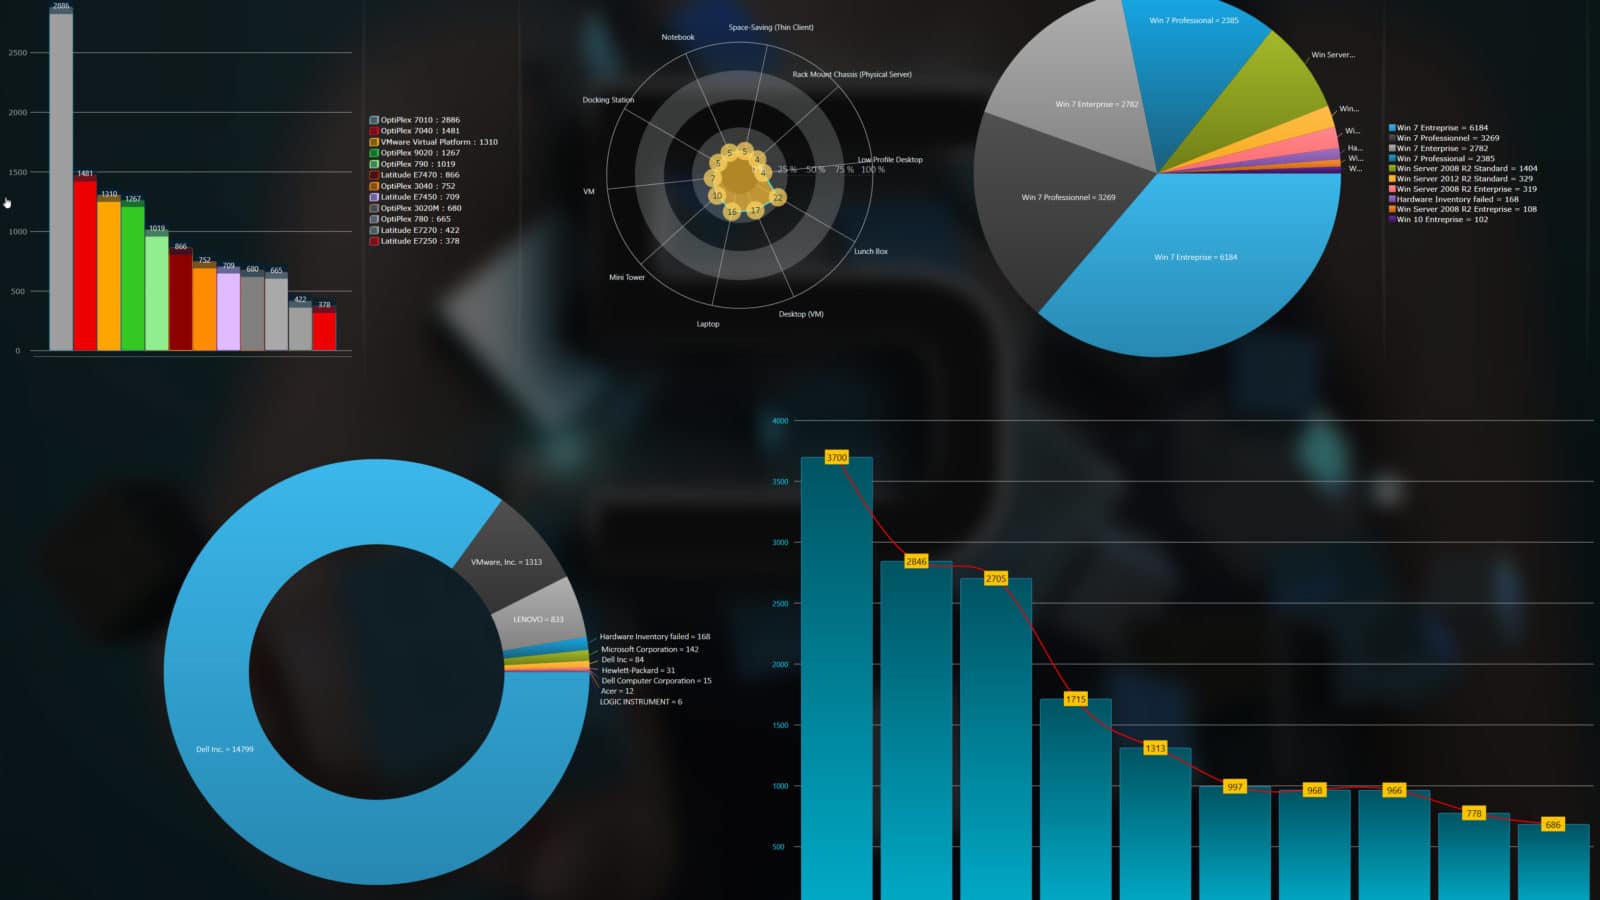 2886
2500
2000
1500
1000
500
0
1481
1310
1267
1019
866
752
709
680
665
422
378
OptiPlex 7010 : 2886
OptiPlex 7040 : 1481
VMware Virtual Platform : 1310
OptiPlex 9020 : 1267
OptiPlex 790 : 1019
Latitude E7470 : 866
OptiPlex 3040 : 752
Latitude E7450 : 709
OptiPlex 3020M : 680
OptiPlex 780 : 665
Latitude E7270 : 422
Latitude E7250 : 378
Space-Saving (Thin Client)
Notebook
Rack Mount Chassis (Physical Server)
Docking Station
Low Profile Desktop
25 % 50 % 75 % 100 %
VM
Lunch Box
Mini Tower
Desktop (VM)
Laptop
5
5
4
5
4
7
10
22
16
17
Win 7 Professional = 2385
Win Server...
Win 7 Enterprise = 2782
Win...
Wi...
Ha...
Wi...
W...
Win 7 Professionnel = 3269
Win 7 Entreprise = 6184
Win 7 Entreprise = 6184
Win 7 Professionnel = 3269
Win 7 Enterprise = 2782
Win 7 Professional = 2385
Win Server 2008 R2 Standard = 1404
Win Server 2012 R2 Standard = 329
Win Server 2008 R2 Enterprise = 319
Hardware Inventory failed = 168
Win Server 2008 R2 Entreprise = 108
Win 10 Entreprise = 102
VMware, Inc. = 1313
LENOVO = 833
Hardware Inventory failed = 168
Microsoft Corporation = 142
Dell Inc = 84
Hewlett-Packard = 31
Dell Computer Corporation = 15
Acer = 12
LOGIC INSTRUMENT = 6
Dell Inc. = 14799
4000
3500
3000
2500
2000
1500
1000
500
3700
2846
2705
1715
1313
997
968
966
778
686